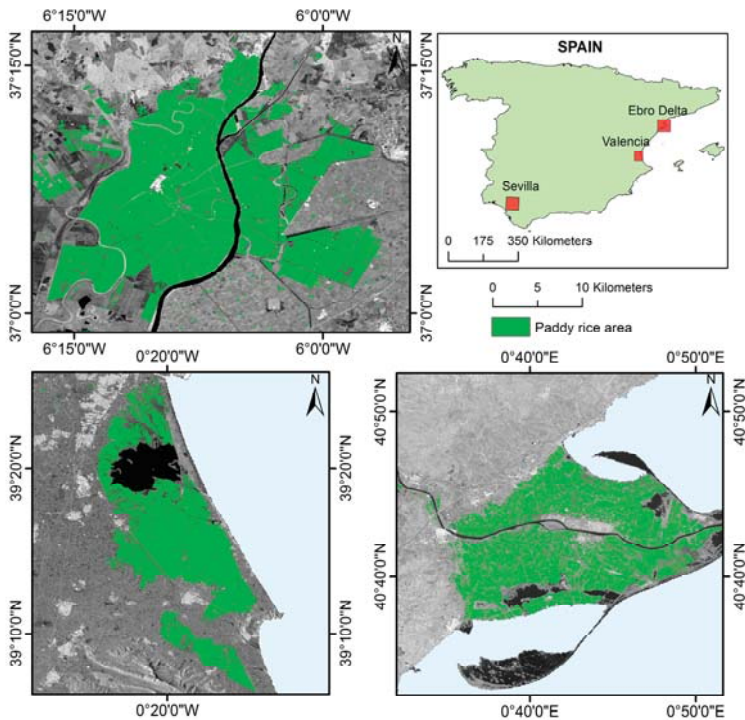 6°15'0"W 6°00'0"W
37°15'0"N
37°15'0"N
N
37°0'0"N
37°0'0"N
6°15'0"W 6°00'0"W
SPAIN
Ebro Delta
Valencia
Sevilla
0 175 350 Kilometers
0 5 10 Kilometers
Paddy rice area
0°20'0"W
N
39°20'0"N
39°20'0"N
39°10'0"N
39°10'0"N
0°20'0"W
0°40'0"E 0°50'0"E
N
40°50'0"N
40°50'0"N
40°40'0"N
40°40'0"N
0°40'0"E 0°50'0"E